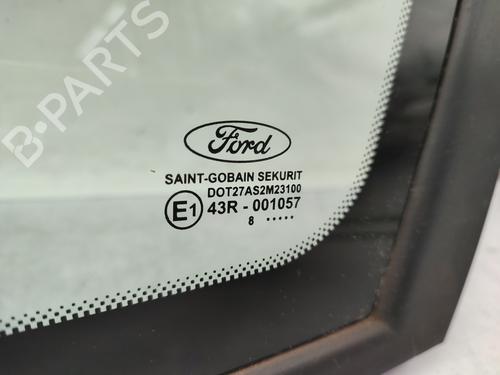 B-PARTS
Ford
SAINT-GOBAIN SEKURIT
DOT27AS2M23100
E1 43R - 001057
8 .....